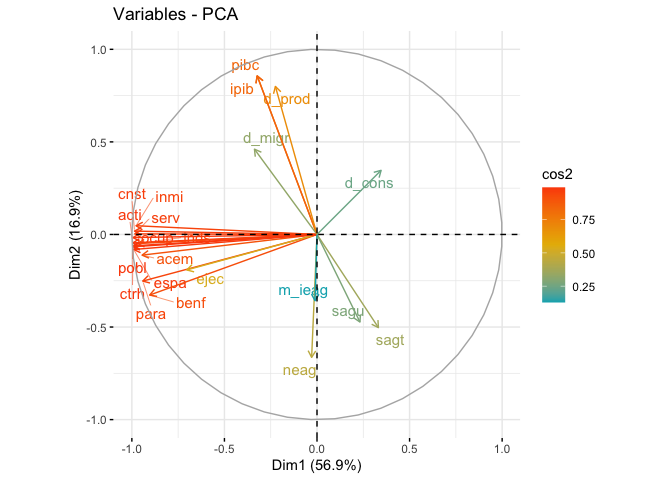 Variables - PCA
1.0
0.5
0.0
-0.5
-1.0
Dim2 (16.9%)
pibc
ipib
d_prod
d_migr
d_cons
cnst
inmi
acti
serv
acem
pobl
espa
ejec
ctrh
benf
para
m_ieag
sagu
sagt
neag
-1.0
-0.5
0.0
0.5
1.0
Dim1 (56.9%)
cos2
0.75
0.50
0.25